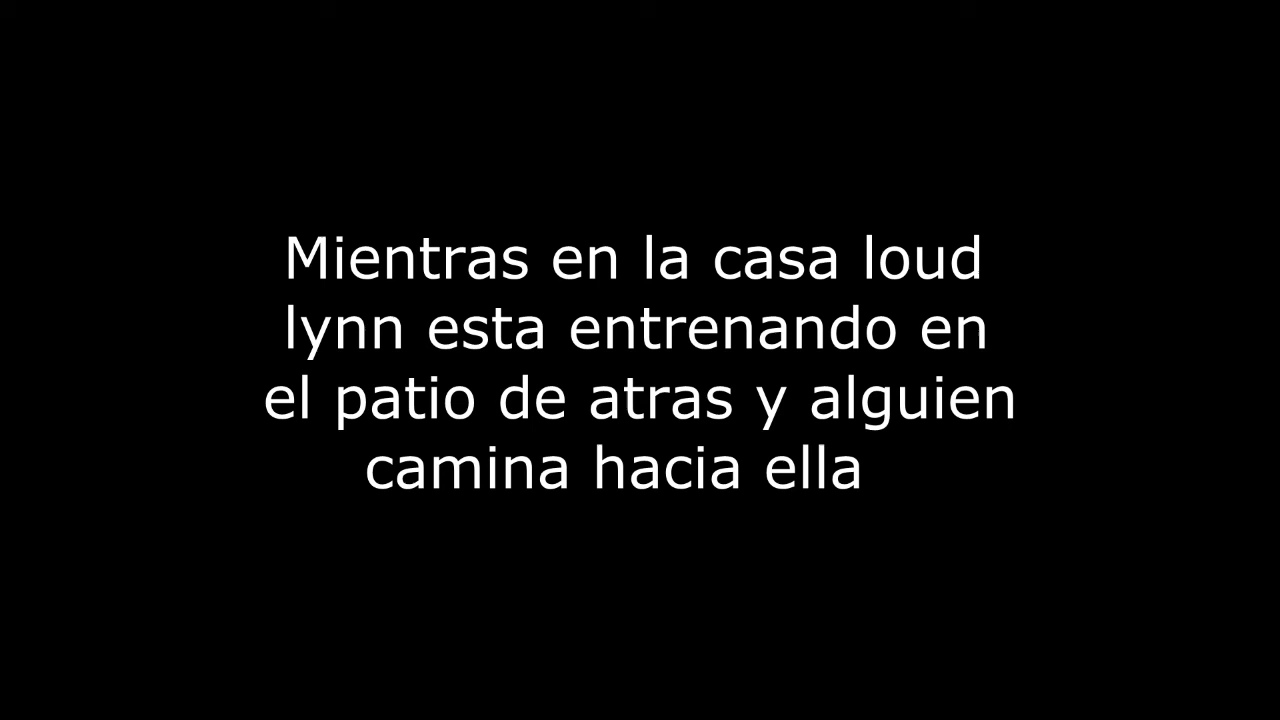 Mientras en la casa loud
lynn esta entrenando en
el patio de atras y alguien
camina hacia ella